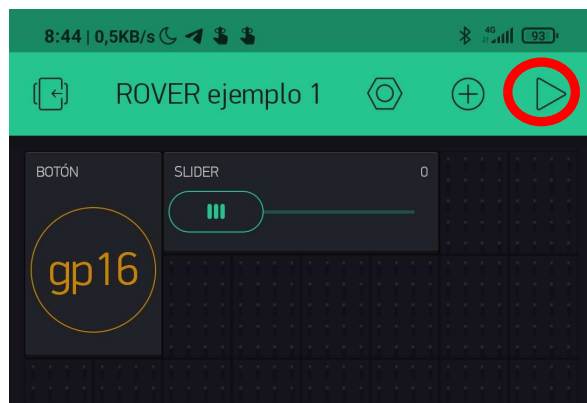 8:44 | 0,5KB/s
4G
93
ROVER ejemplo 1
BOTÓN
SLIDER
0
gp16